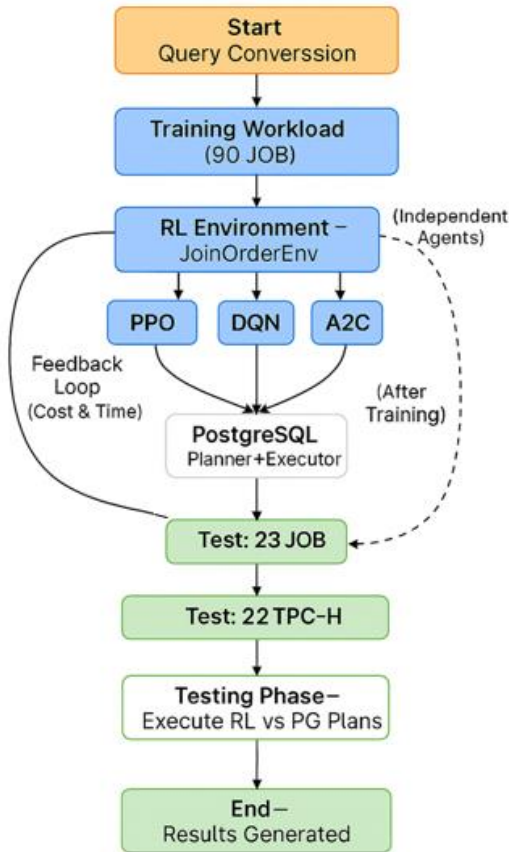 Start
Query Converssion
Training Workload
(90 JOB)
RL Environment –
JoinOrderEnv
(Independent
Agents)
PPO
DQN
A2C
Feedback
Loop
(Cost & Time)
(After
Training)
PostgreSQL
Planner+Executor
Test: 23 JOB
Test: 22 TPC-H
Testing Phase–
Execute RL vs PG Plans
End–
Results Generated